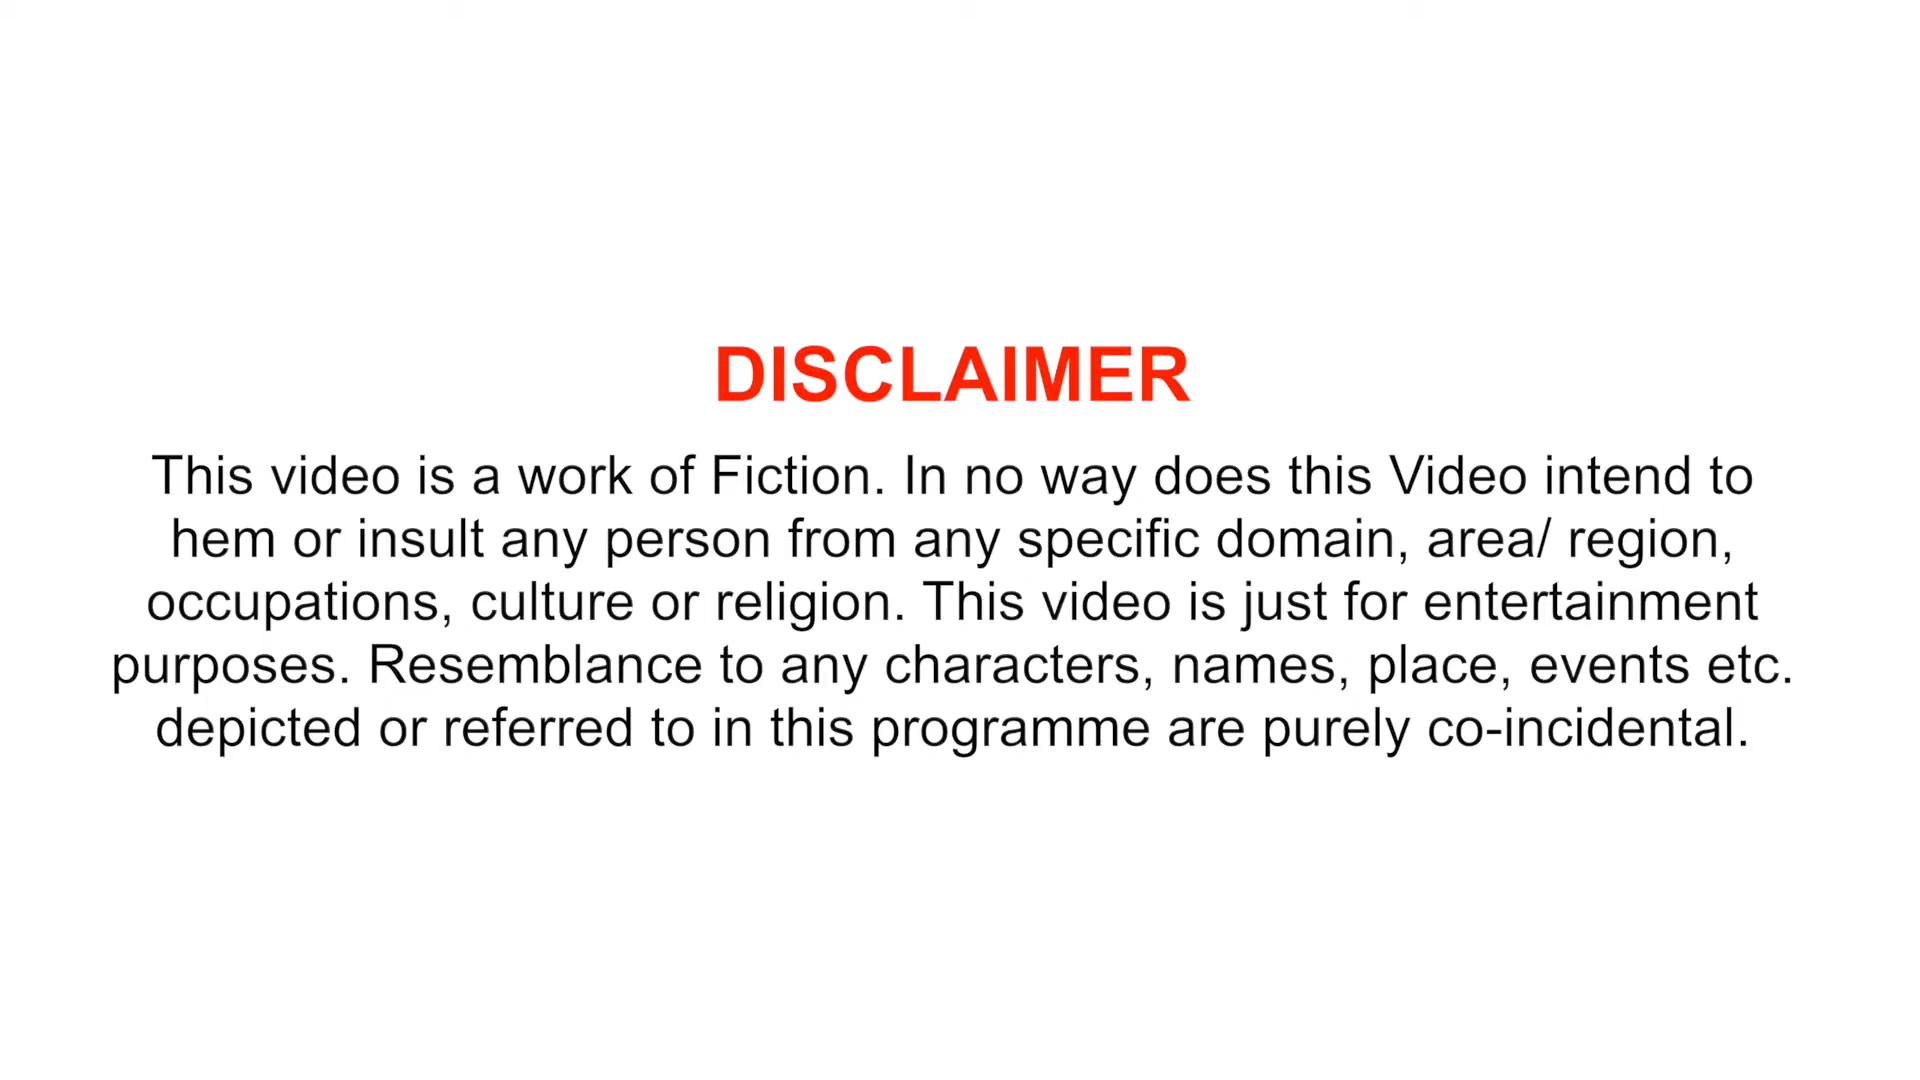 DISCLAIMER
This video is a work of Fiction. In no way does this Video intend to
hem or insult any person from any specific domain, area/ region,
occupations, culture or religion. This video is just for entertainment
purposes. Resemblance to any characters, names, place, events etc.
depicted or referred to in this programme are purely co-incidental.